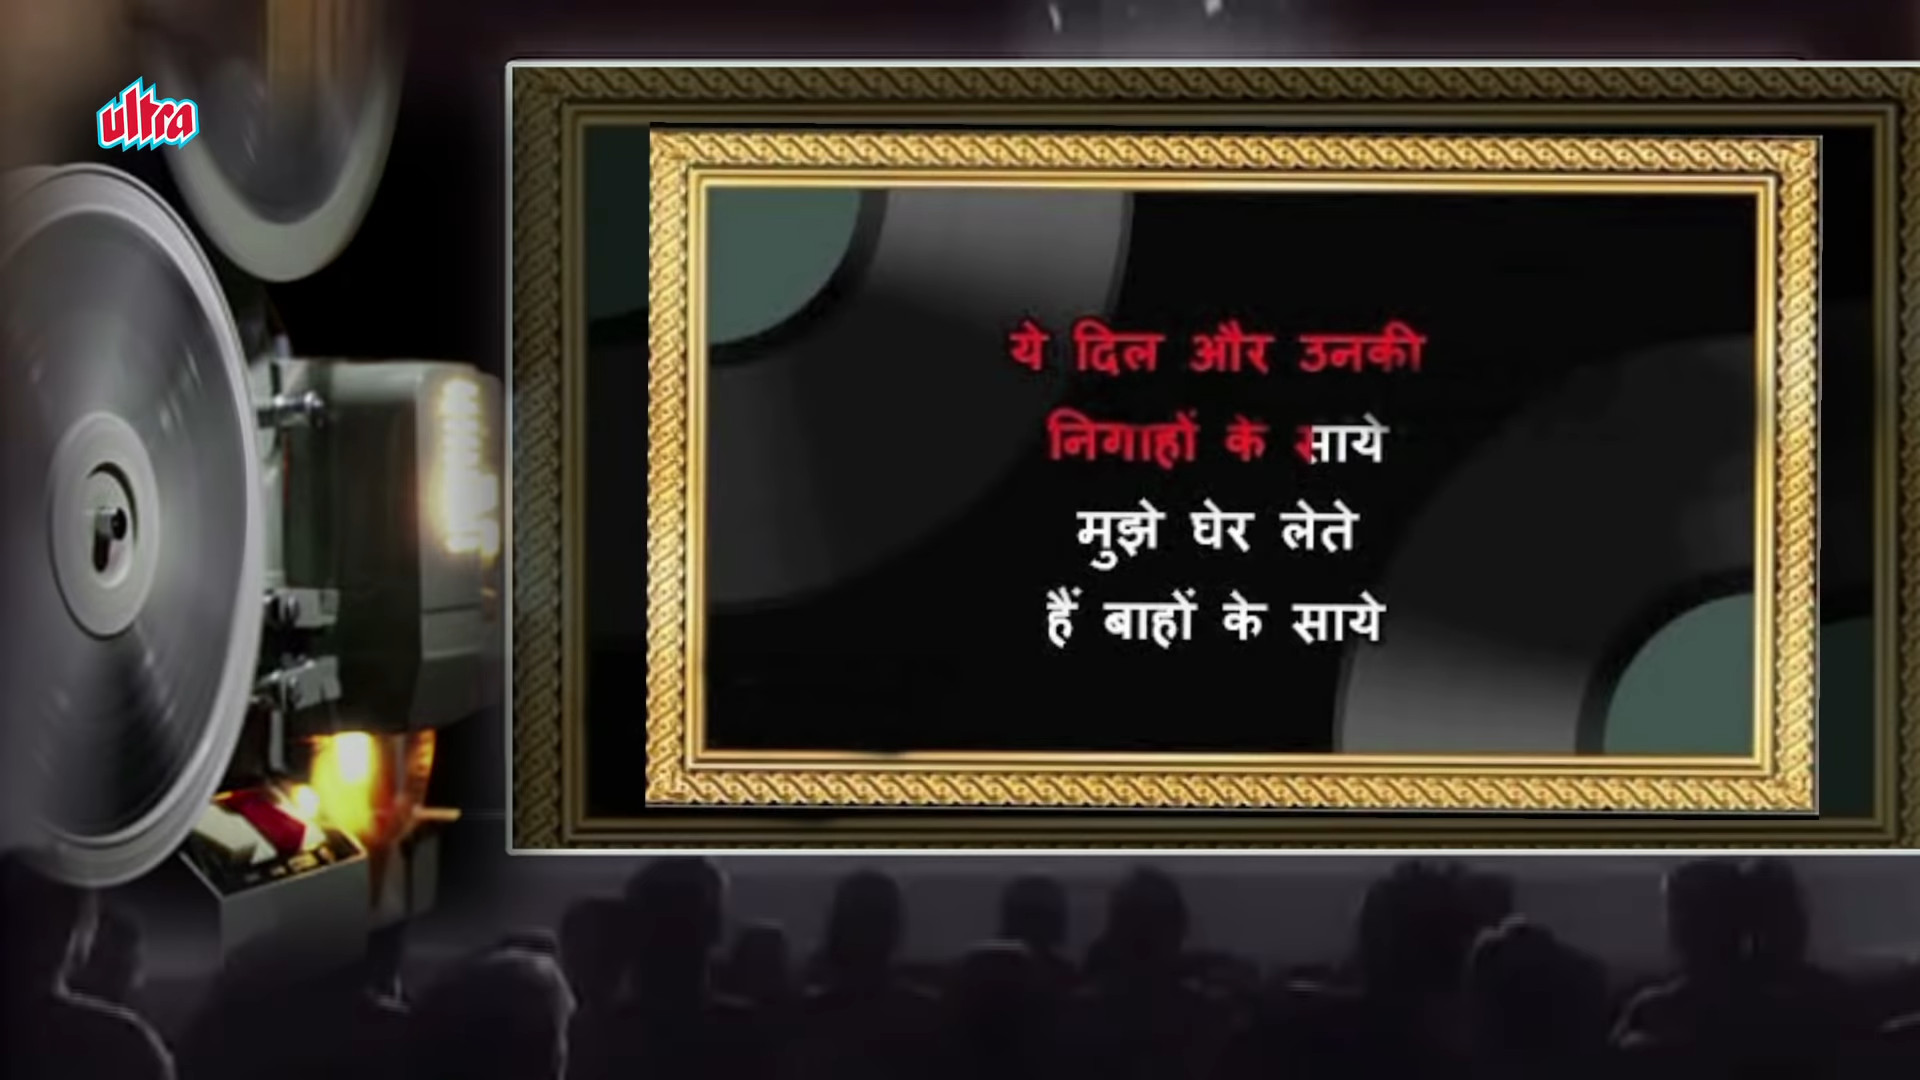 ultra
ये दिल और उनकी
निगाहों के साये
मुझे घेर लेते
हैं बाहों के साये